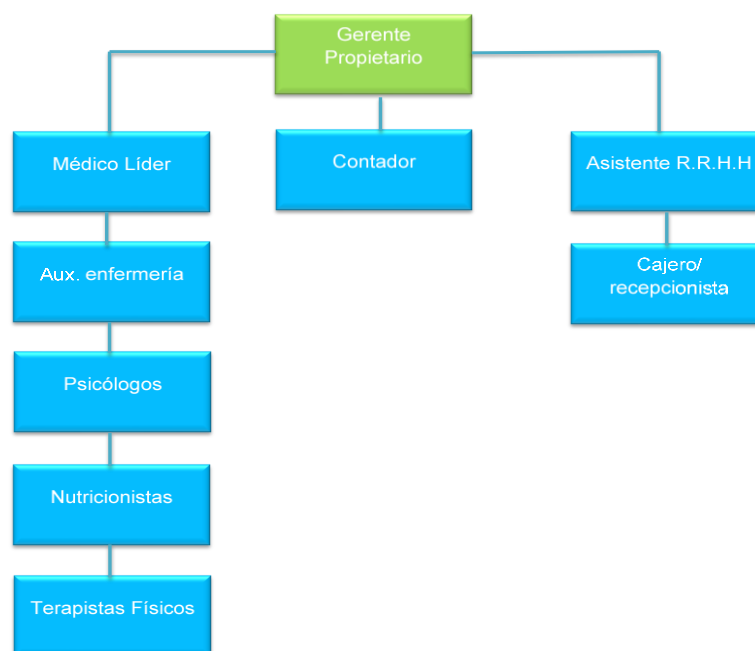 Gerente
Propietario
Médico Líder
Contador
Asistente R.R.H.H
Aux. enfermería
Cajero/
recepcionista
Psicólogos
Nutricionistas
Terapistas Físicos